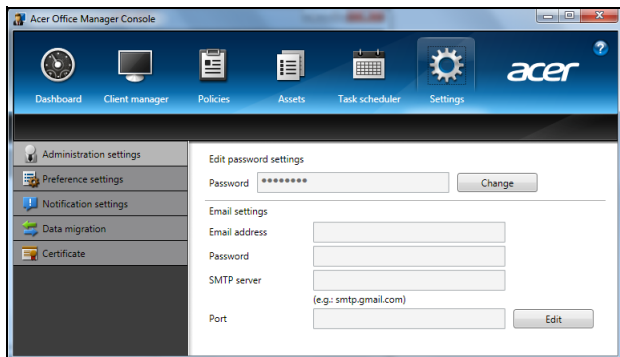 Acer Office Manager Console
?
acer
Dashboard Client manager Policies Assets Task scheduler Settings
Administration settings
Preference settings
Notification settings
Data migration
Certificate
Edit password settings
Password ******** Change
Email settings
Email address
Password
SMTP server
(e.g.: smtp.gmail.com)
Port Edit